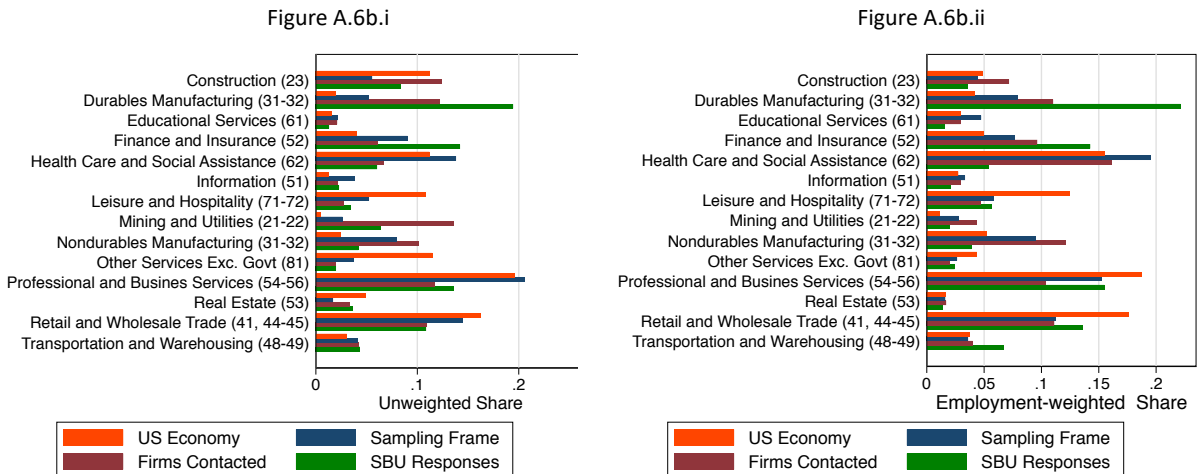 Figure A.6b.i
Construction (23)
Durables Manufacturing (31-32)
Educational Services (61)
Finance and Insurance (52)
Health Care and Social Assistance (62)
Information (51)
Leisure and Hospitality (71-72)
Mining and Utilities (21-22)
Nondurables Manufacturing (31-32)
Other Services Exc. Govt (81)
Professional and Busines Services (54-56)
Real Estate (53)
Retail and Wholesale Trade (41, 44-45)
Transportation and Warehousing (48-49)
0 .1 .2
Unweighted Share
US Economy Sampling Frame
Firms Contacted SBU Responses
Figure A.6b.ii
Construction (23)
Durables Manufacturing (31-32)
Educational Services (61)
Finance and Insurance (52)
Health Care and Social Assistance (62)
Information (51)
Leisure and Hospitality (71-72)
Mining and Utilities (21-22)
Nondurables Manufacturing (31-32)
Other Services Exc. Govt (81)
Professional and Busines Services (54-56)
Real Estate (53)
Retail and Wholesale Trade (41, 44-45)
Transportation and Warehousing (48-49)
0 .05 .1 .15 .2
Employment-weighted Share
US Economy Sampling Frame
Firms Contacted SBU Responses